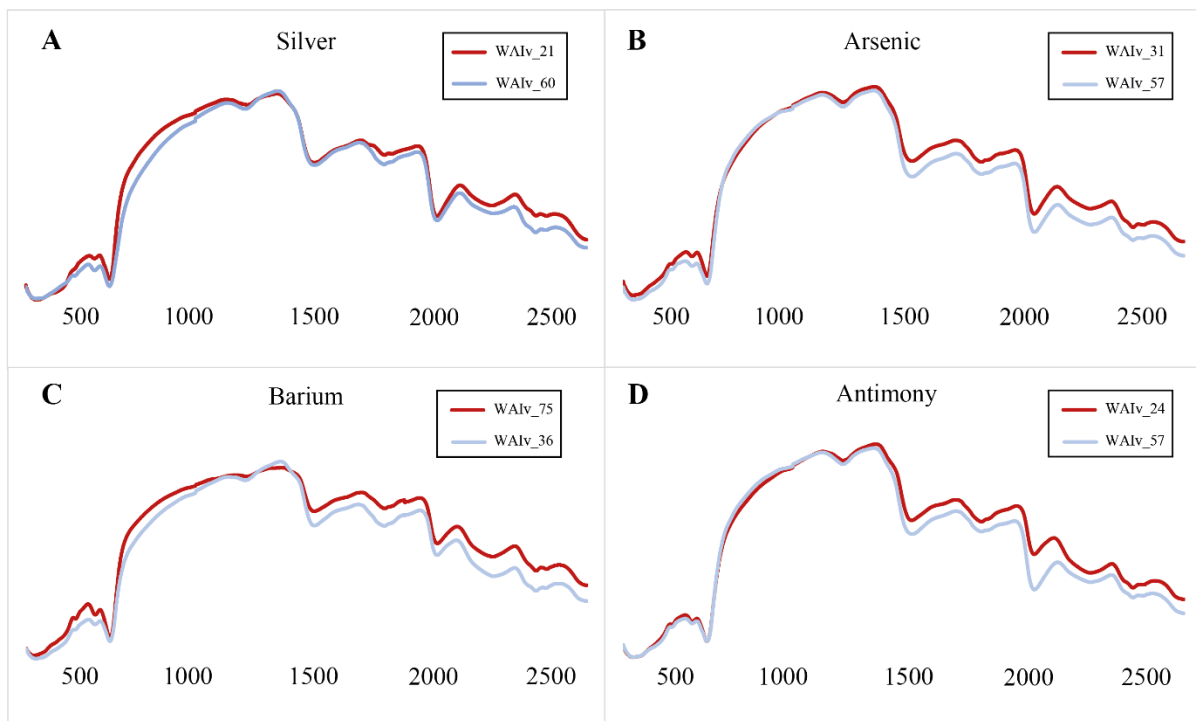 A
Silver
WAIv_21
WAIv_60
500 1000 1500 2000 2500
B
Arsenic
WAIv_31
WAIv_57
500 1000 1500 2000 2500
C
Barium
WAIv_75
WAIv_36
500 1000 1500 2000 2500
D
Antimony
WAIv_24
WAIv_57
500 1000 1500 2000 2500